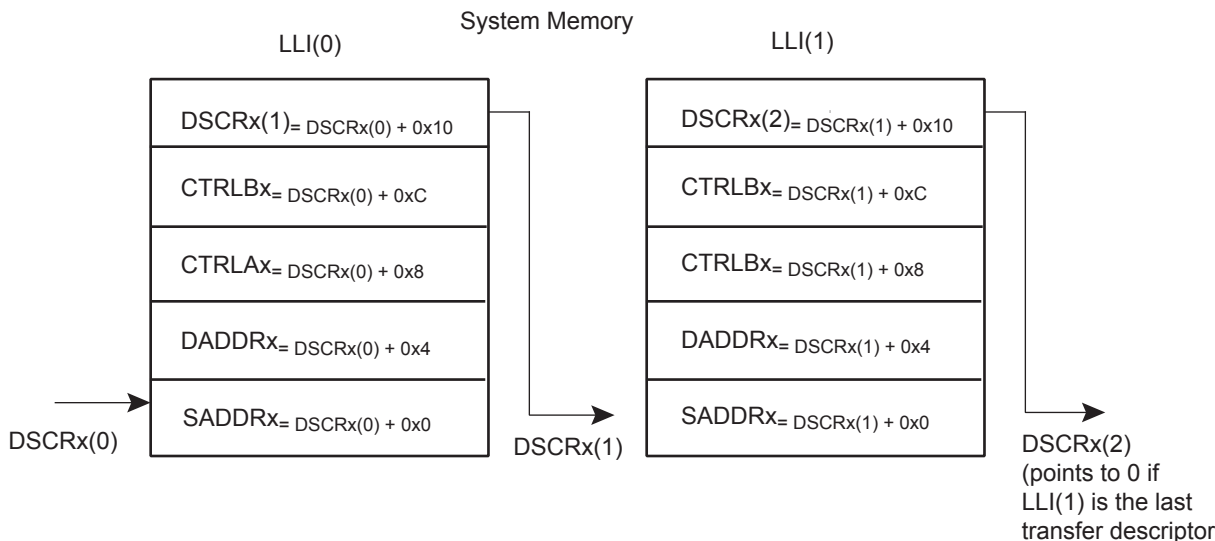 System Memory
LLI(0)
LLI(1)
DSCRx(1)= DSCRx(0) + 0x10
CTRLBx= DSCRx(0) + 0xC
CTRLAx= DSCRx(0) + 0x8
DADDRx= DSCRx(0) + 0x4
SADDRx= DSCRx(0) + 0x0
DSCRx(0)
DSCRx(1)
DSCRx(2)= DSCRx(1) + 0x10
CTRLBx= DSCRx(1) + 0xC
CTRLBx= DSCRx(1) + 0x8
DADDRx= DSCRx(1) + 0x4
SADDRx= DSCRx(1) + 0x0
DSCRx(2)
(points to 0 if
LLI(1) is the last
transfer descriptor